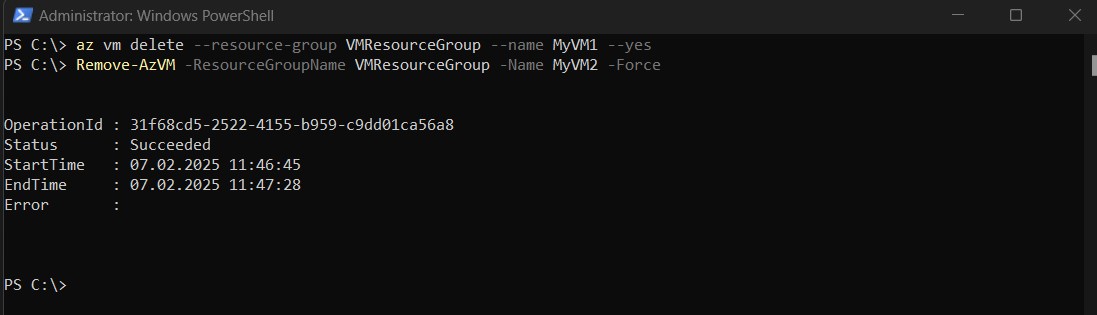 Administrator: Windows PowerShell
PS C:\> az vm delete --resource-group VMResourceGroup --name MyVM1 --yes
PS C:\> Remove-AzVM -ResourceGroupName VMResourceGroup -Name MyVM2 -Force
OperationId : 31f68cd5-2522-4155-b959-c9dd01ca56a8
Status      : Succeeded
StartTime   : 07.02.2025 11:46:45
EndTime     : 07.02.2025 11:47:28
Error       :
PS C:\>